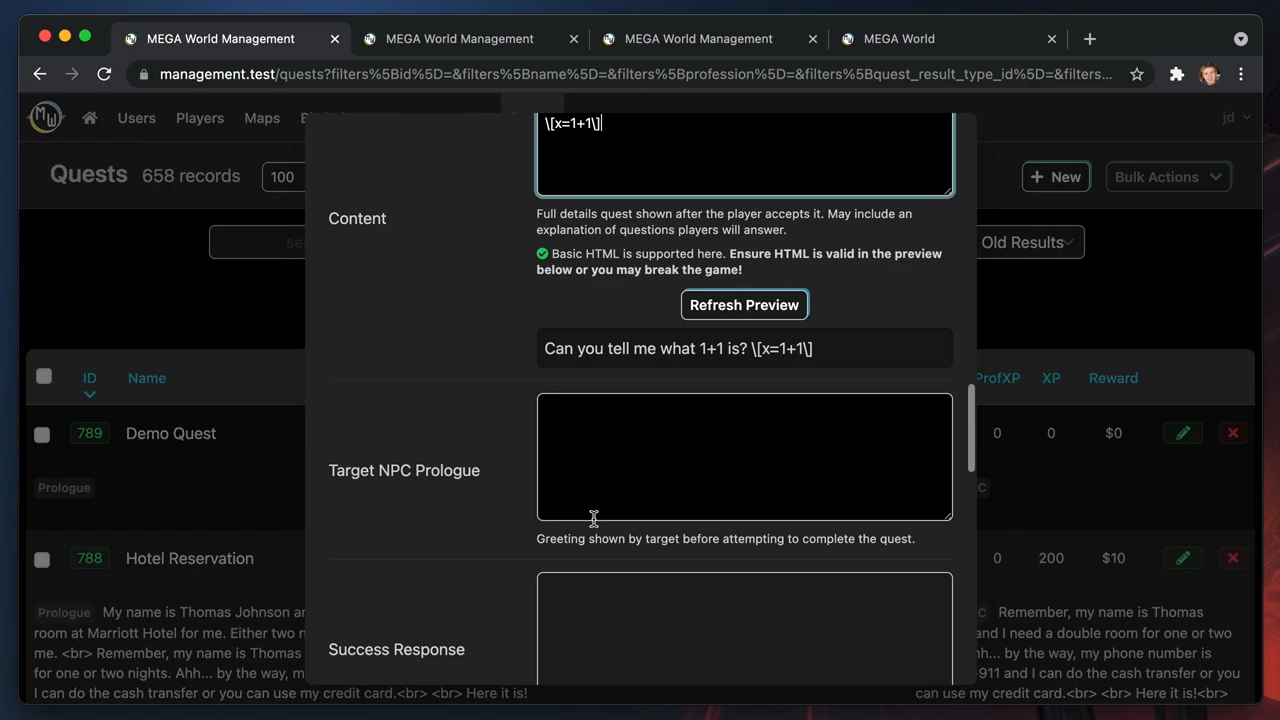 MEGA World Management
MEGA World Management
MEGA World Management
MEGA World
management.test/quests?filters%5Bid%5D=&filters%5Bname%5D=&filters%5Bprofession%5D=&filters%5Bquest_result_type_id%5D=&filters...
MW
Users
Players
Maps
jd
Quests
658 records
100
+ New
Bulk Actions
Old Results
\[x=1+1\]
Content
Full details quest shown after the player accepts it. May include an
explanation of questions players will answer.
Basic HTML is supported here. Ensure HTML is valid in the preview
below or you may break the game!
Refresh Preview
Can you tell me what 1+1 is? \[x=1+1\]
ID
Name
ProfXP
XP
Reward
789
Demo Quest
0
0
$0
Prologue
Target NPC Prologue
Greeting shown by target before attempting to complete the quest.
788
Hotel Reservation
0
200
$10
Success Response
Prologue My name is Thomas Johnson
room at Marriott Hotel for me. Either two
me. <br> Remember, my name is Thomas
for one or two nights. Ahh... by the way,
I can do the cash transfer or you can use my credit card.<br> <br> Here it is!
Remember, my name is Thomas
and I need a double room for one or two
by the way, my phone number is
-911 and I can do the cash transfer or you
can use my credit card.<br> <br> Here it is!<br>